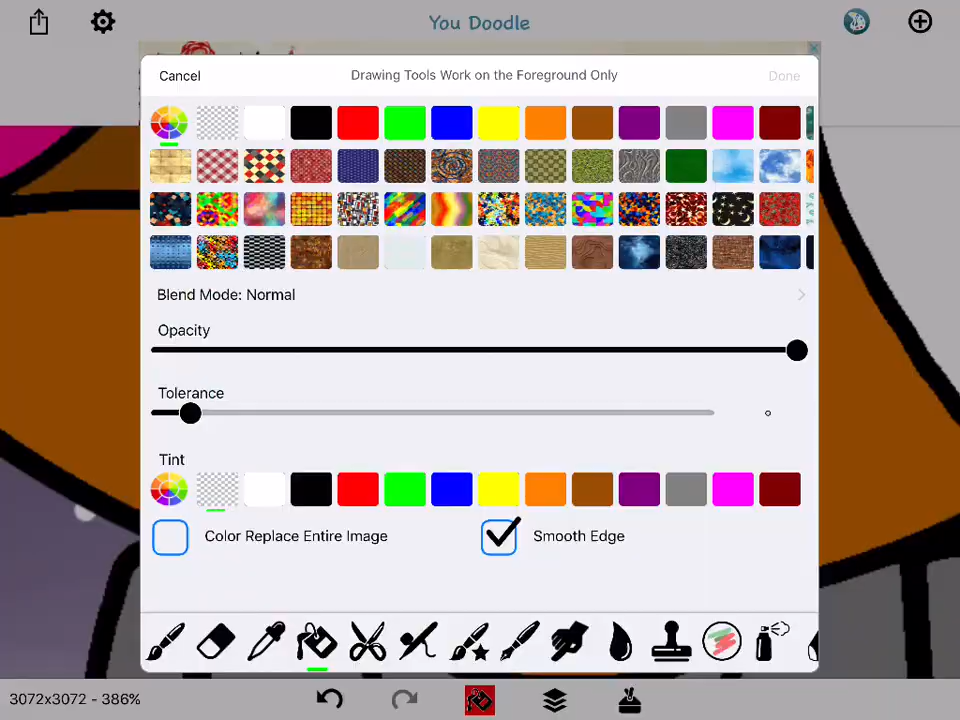 You Doodle
Cancel
Drawing Tools Work on the Foreground Only
Done
Blend Mode: Normal
Opacity
Tolerance
Tint
Color Replace Entire Image
Smooth Edge
3072x3072 - 386%